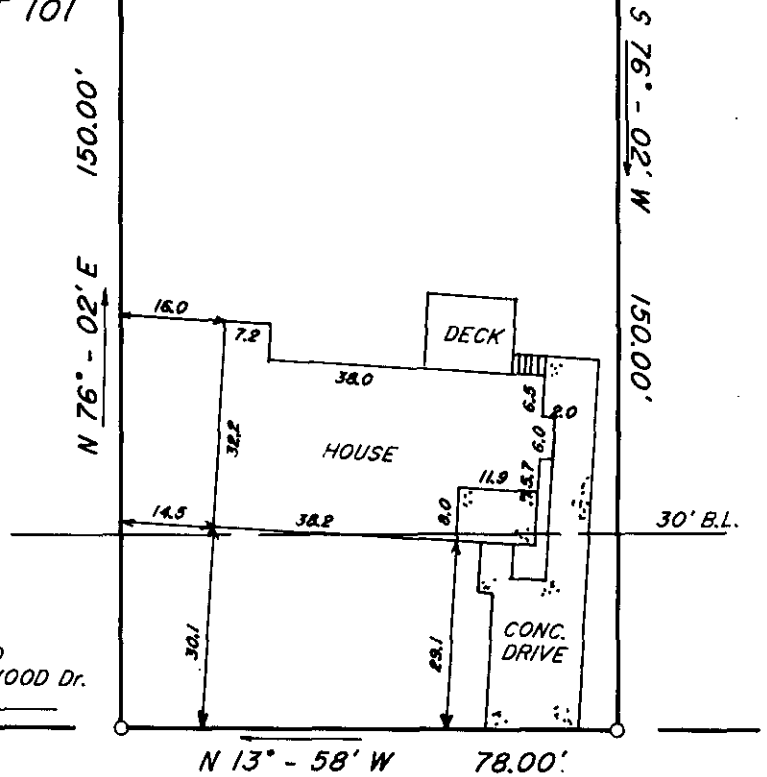 101
N 76° - 02' E 150.00'
S 76° - 02' W 150.00'
16.0
7.2
DECK
38.0
6.5
2.0
6.0
32.2
HOUSE
11.9
5.7
8.0
14.5
38.2
30' B.L.
30.1
29.1
CONC.
DRIVE
OOD Dr.
N 13° - 58' W 78.00'